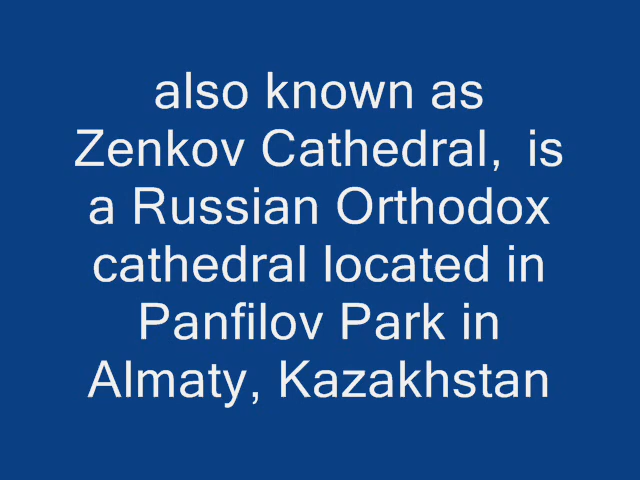 also known as
Zenkov Cathedral, is
a Russian Orthodox
cathedral located in
Panfilov Park in
Almaty, Kazakhstan